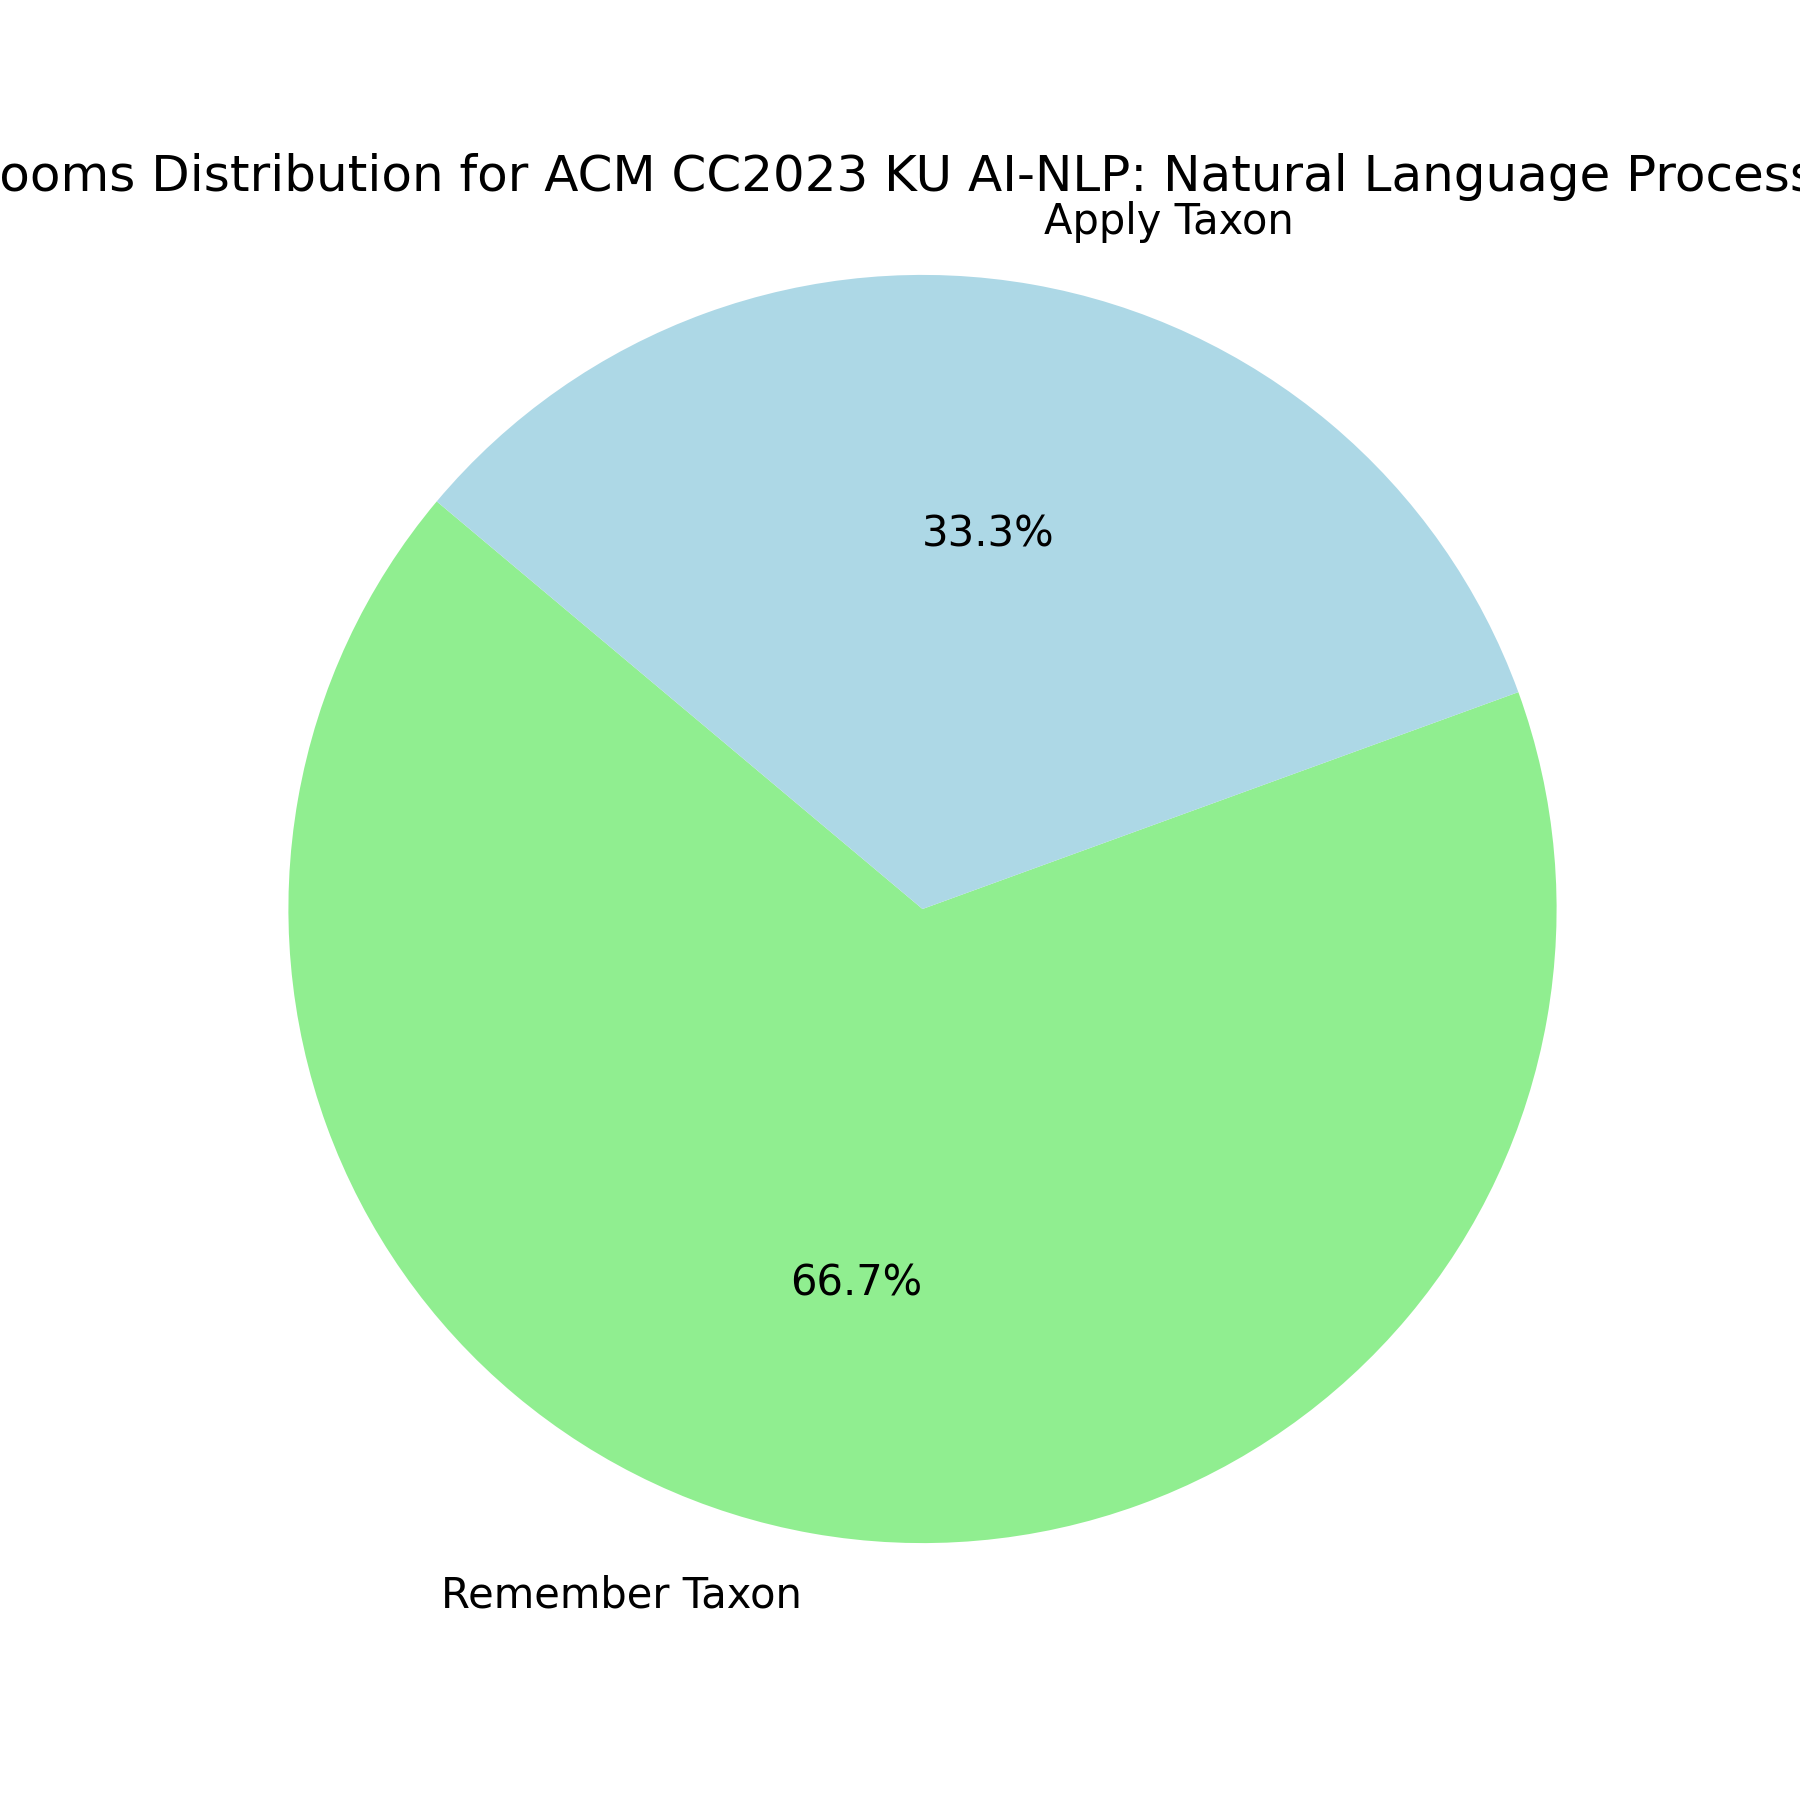 ooms Distribution for ACM CC2023 KU AI-NLP: Natural Language Process
Apply Taxon
33.3%
66.7%
Remember Taxon